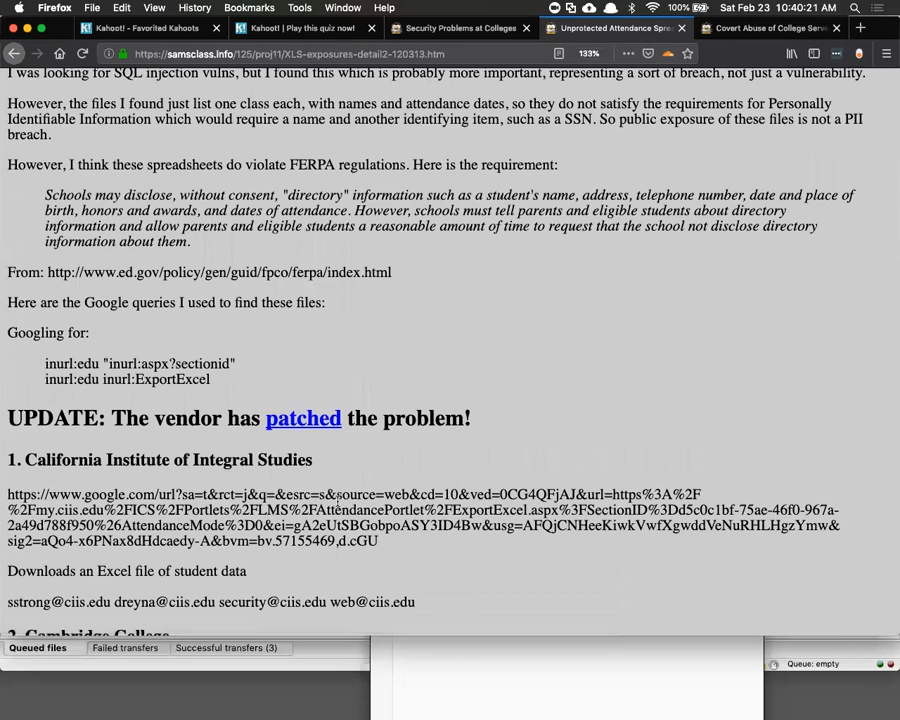 Firefox File Edit View History Bookmarks Tools Window Help 100% Sat Feb 23 10:40:21 AM
Kahoot! - Favorited Kahoots
Kahoot! | Play this quiz now!
Security Problems at Colleges
Unprotected Attendance Spre
Covert Abuse of College Serve
https://samsclass.info/125/proj11/XLS-exposures-detail2-120313.htm 133%
I was looking for SQL injection vulns, but I found this which is probably more important, representing a sort of breach, not just a vulnerability.
However, the files I found just list one class each, with names and attendance dates, so they do not satisfy the requirements for Personally
Identifiable Information which would require a name and another identifying item, such as a SSN. So public exposure of these files is not a PII
breach.
However, I think these spreadsheets do violate FERPA regulations. Here is the requirement:
Schools may disclose, without consent, "directory" information such as a student's name, address, telephone number, date and place of
birth, honors and awards, and dates of attendance. However, schools must tell parents and eligible students about directory
information and allow parents and eligible students a reasonable amount of time to request that the school not disclose directory
information about them.
From: http://www.ed.gov/policy/gen/guid/fpco/ferpa/index.html
Here are the Google queries I used to find these files:
Googling for:
inurl:edu "inurl:aspx?sectionid"
inurl:edu inurl:ExportExcel
UPDATE: The vendor has patched the problem!
1. California Institute of Integral Studies
https://www.google.com/url?sa=t&rct=j&q=&esrc=s&source=web&cd=10&ved=0CG4QFjAJ&url=https%3A%2F
%2Fmy.ciis.edu%2FICS%2FPortlets%2FLMS%2FAttendancePortlet%2FExportExcel.aspx%3FSectionID%3Dd5c0c1bf-75ae-46f0-967a-
2a49d788f950%26AttendanceMode%3D0&ei=gA2eUtSBGobpoASY3ID4Bw&usg=AFQjCNHeeKiwkVwfXgwddVeNuRHLHgzYmw&
sig2=aQo4-x6PNax8dHdcaedy-A&bvm=bv.57155469,d.cGU
Downloads an Excel file of student data
sstrong@ciis.edu dreyna@ciis.edu security@ciis.edu web@ciis.edu
2. Cambridge College
Queued files Failed transfers Successful transfers (3)
Queue: empty